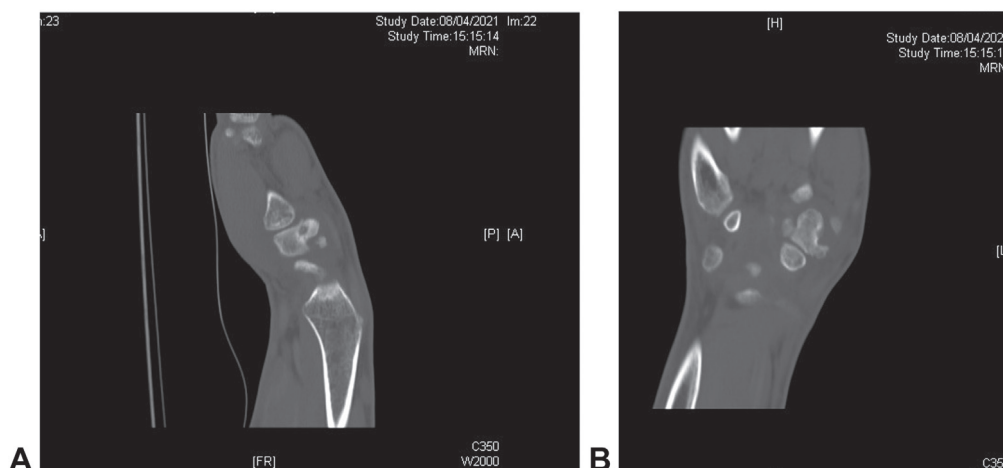 :23
Study Date:08/04/2021 Im:22
Study Time:15:15:14
MRN:
[P] [A]
C350
W2000
[FR]
A
[H]
Study Date:08/04/202
Study Time:15:15:1
MRN
[L
C35
B